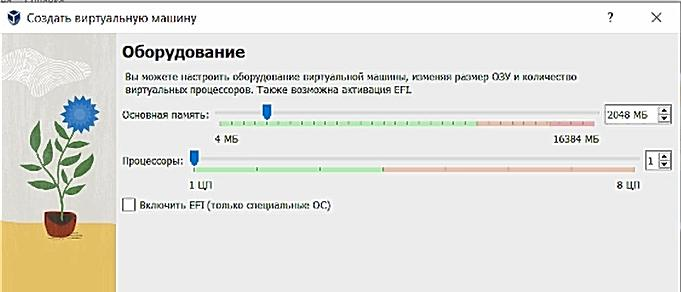 Создать виртуальную машину
?
Оборудование
Вы можете настроить оборудование виртуальной машины, изменяя размер ОЗУ и количество
виртуальных процессоров. Также возможна активация EFI.
Основная память:
2048 МБ
4 МБ
16384 МБ
Процессоры:
1
1 ЦП
8 ЦП
Включить EFI (только специальные ОС)